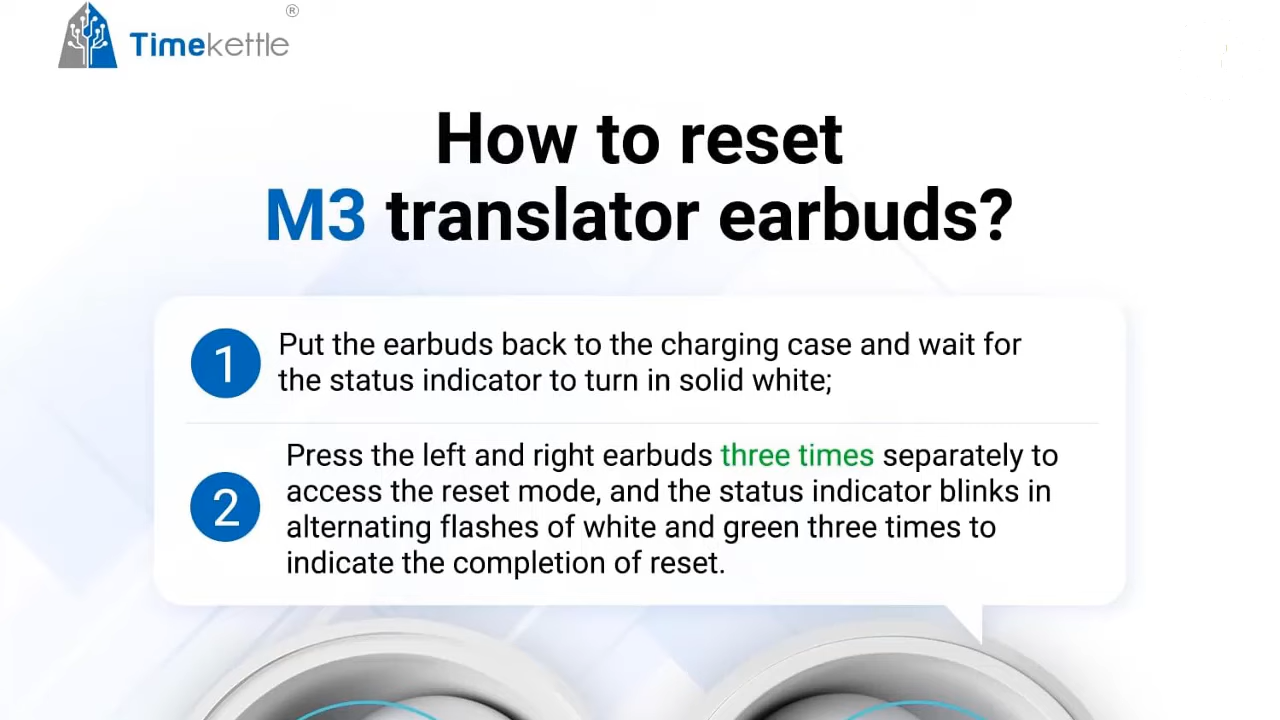 Timekettle®
How to reset
M3 translator earbuds?
1
Put the earbuds back to the charging case and wait for
the status indicator to turn in solid white;
2
Press the left and right earbuds three times separately to
access the reset mode, and the status indicator blinks in
alternating flashes of white and green three times to
indicate the completion of reset.